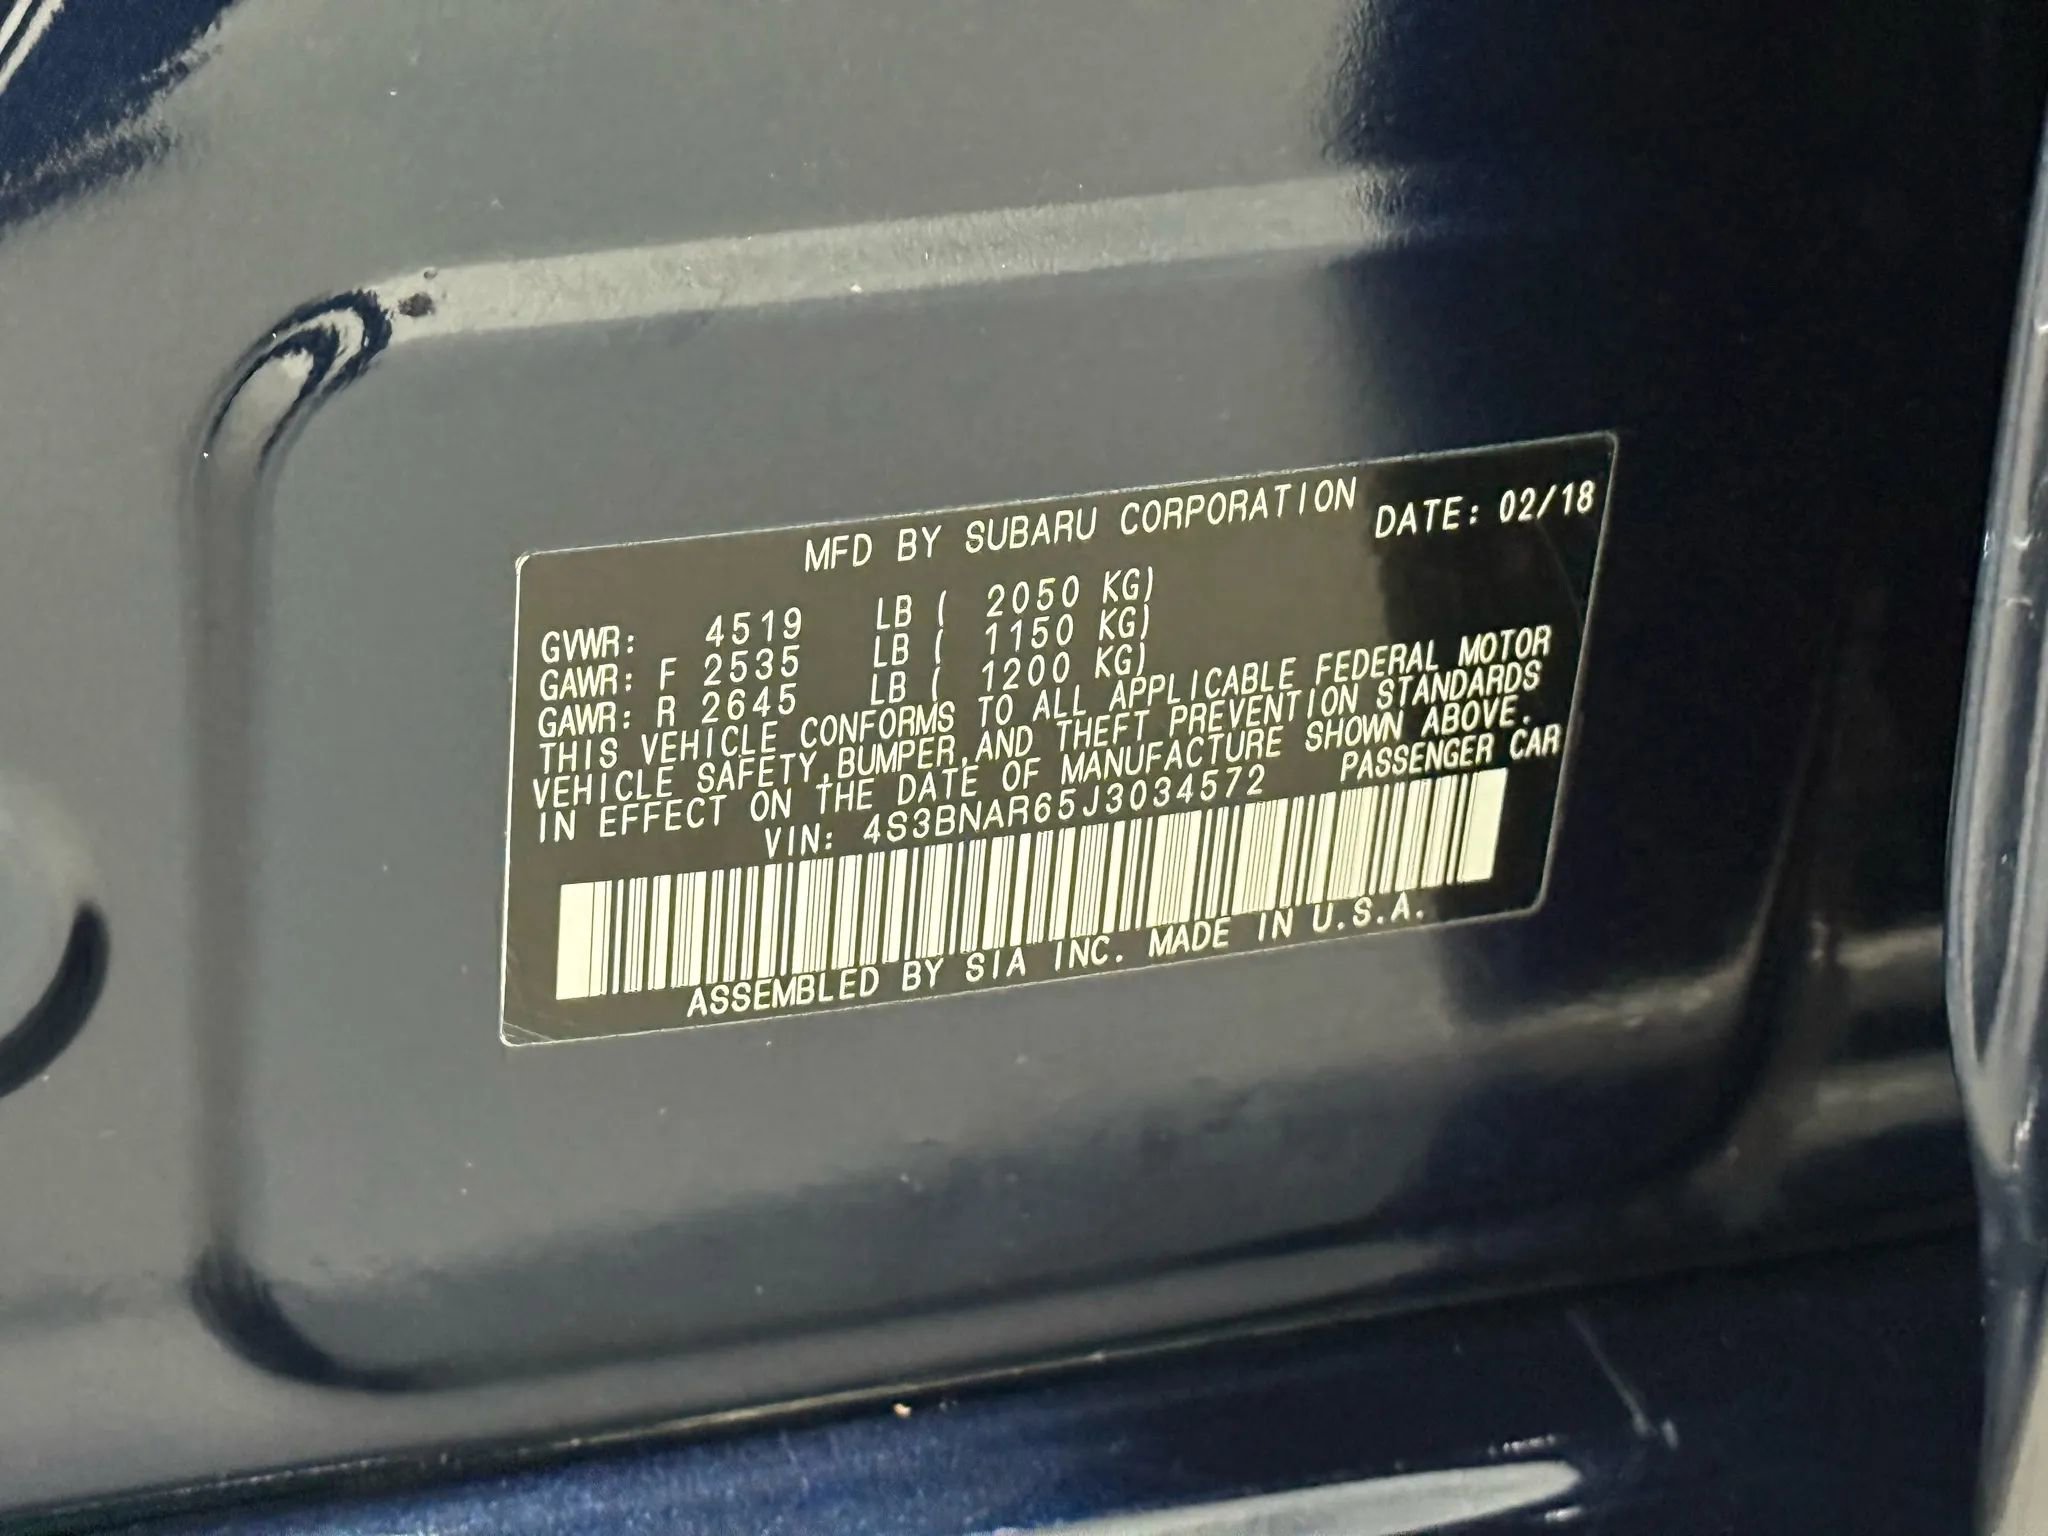 MFD BY SUBARU CORPORATION DATE: 02/18
GVWR: 4519 LB ( 2050 KG)
GAWR: F 2535 LB ( 1150 KG)
GAWR: R 2645 LB ( 1200 KG)
THIS VEHICLE CONFORMS TO ALL APPLICABLE FEDERAL MOTOR
VEHICLE SAFETY,BUMPER,AND THEFT PREVENTION STANDARDS
IN EFFECT ON THE DATE OF MANUFACTURE SHOWN ABOVE.
VIN: 4S3BNAR65J3034572 PASSENGER CAR
ASSEMBLED BY SIA INC. MADE IN U.S.A.